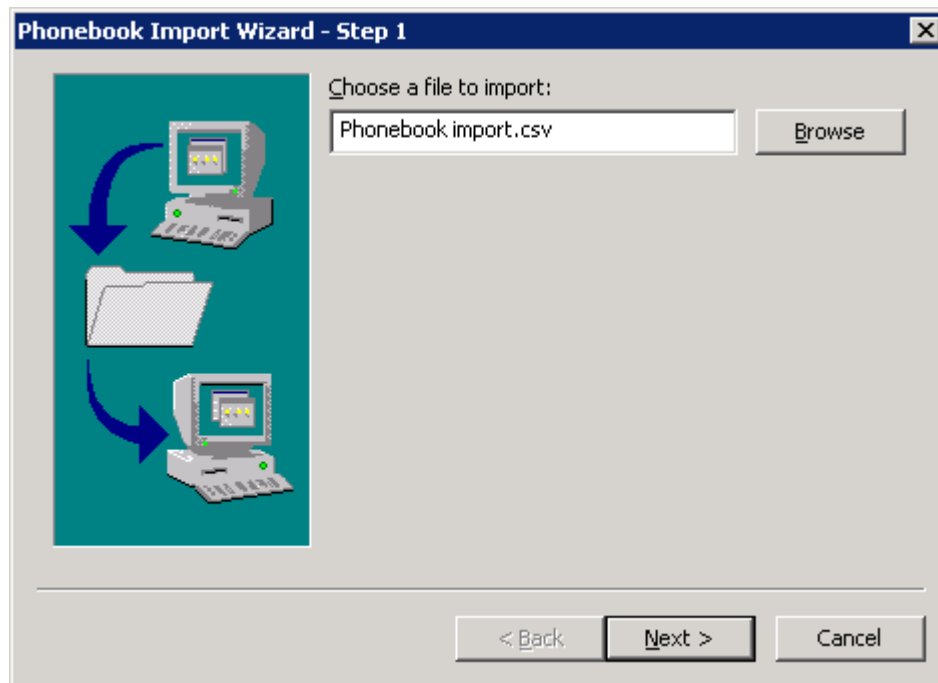 Phonebook Import Wizard - Step 1
Choose a file to import:
Phonebook import.csv
Browse
< Back
Next >
Cancel